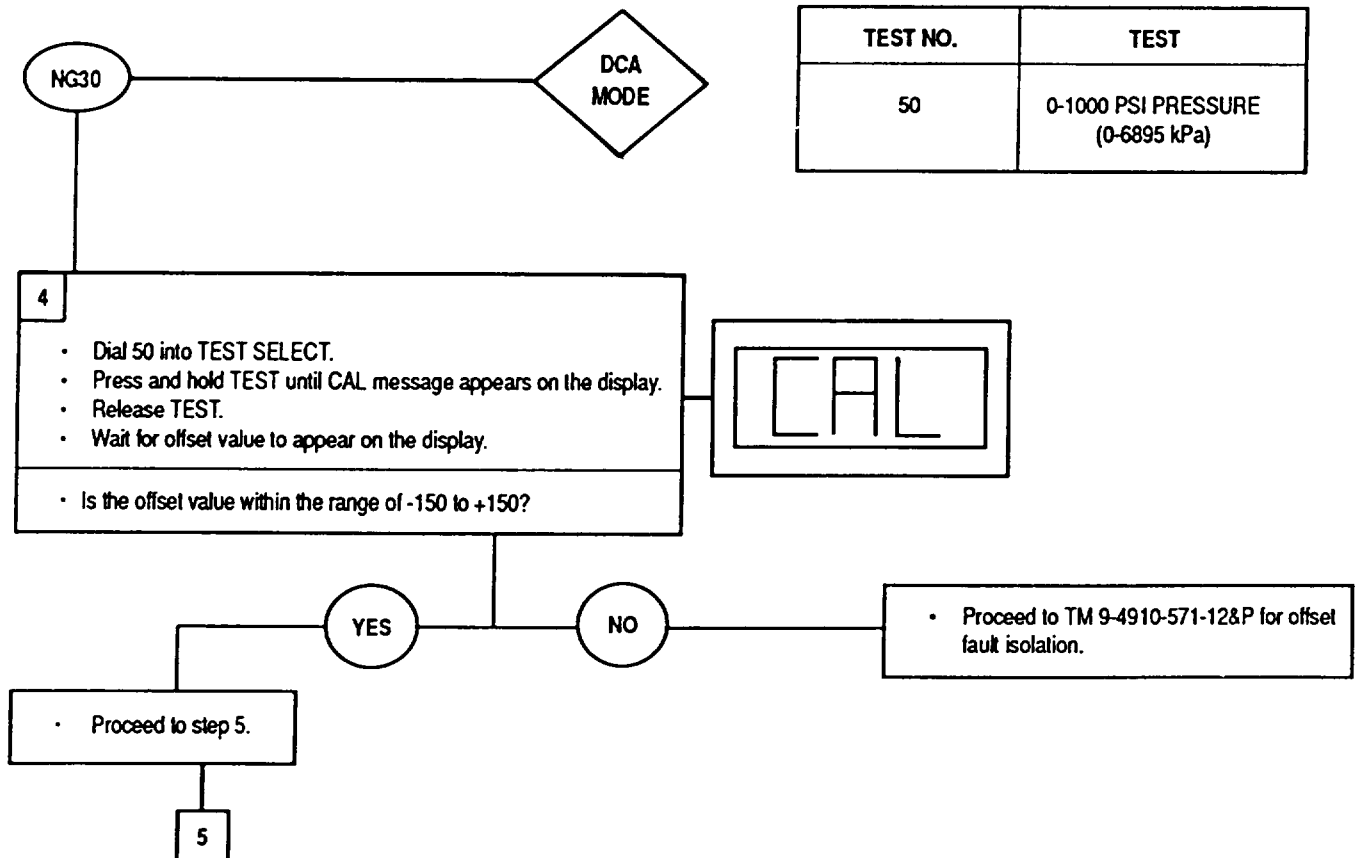 NG30
DCA
MODE
TEST NO.
TEST
50
0-1000 PSI PRESSURE
(0-6895 kPa)
4
· Dial 50 into TEST SELECT.
· Press and hold TEST until CAL message appears on the display.
· Release TEST.
· Wait for offset value to appear on the display.
· Is the offset value within the range of -150 to +150?
CAL
YES
NO
· Proceed to TM 9-4910-571-12&P for offset
fault isolation.
· Proceed to step 5.
5